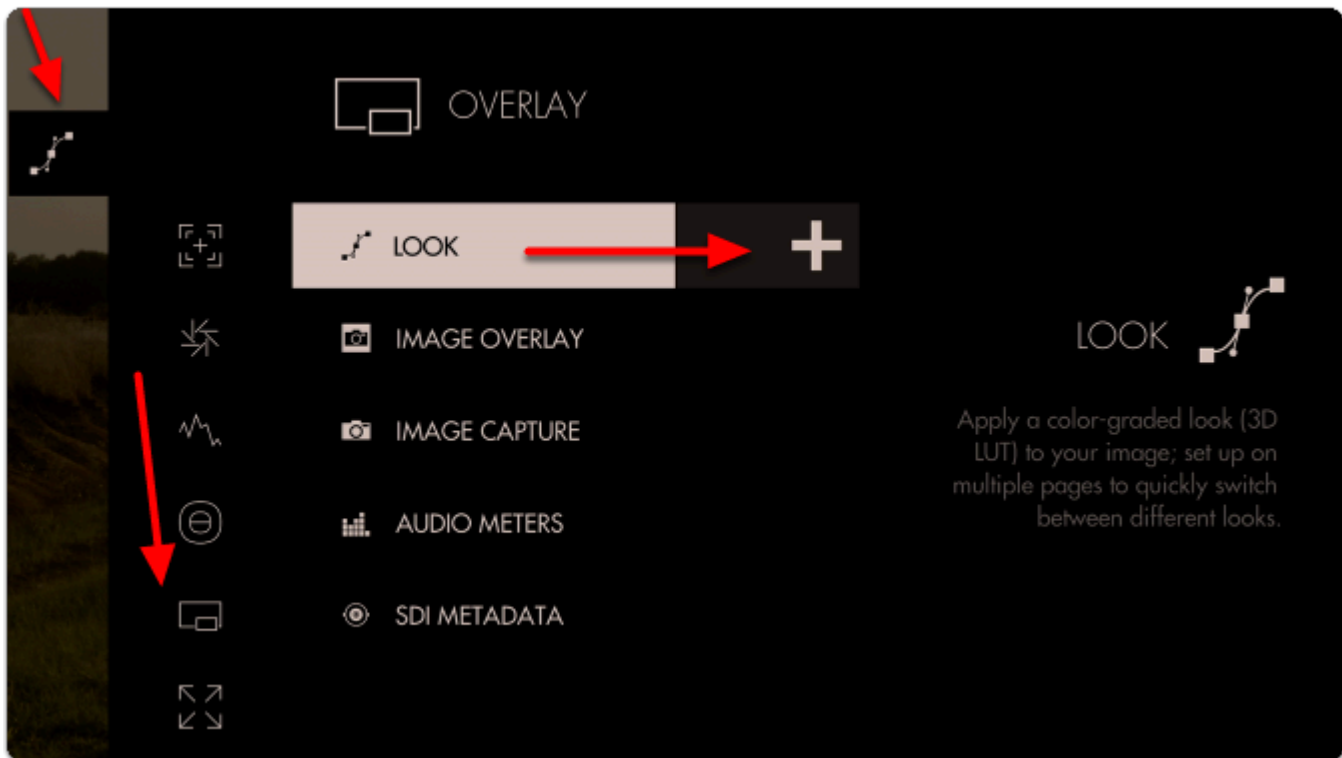 OVERLAY
LOOK
IMAGE OVERLAY
IMAGE CAPTURE
AUDIO METERS
SDI METADATA
LOOK
Apply a color-graded look (3D
LUT) to your image; set up on
multiple pages to quickly switch
between different looks.